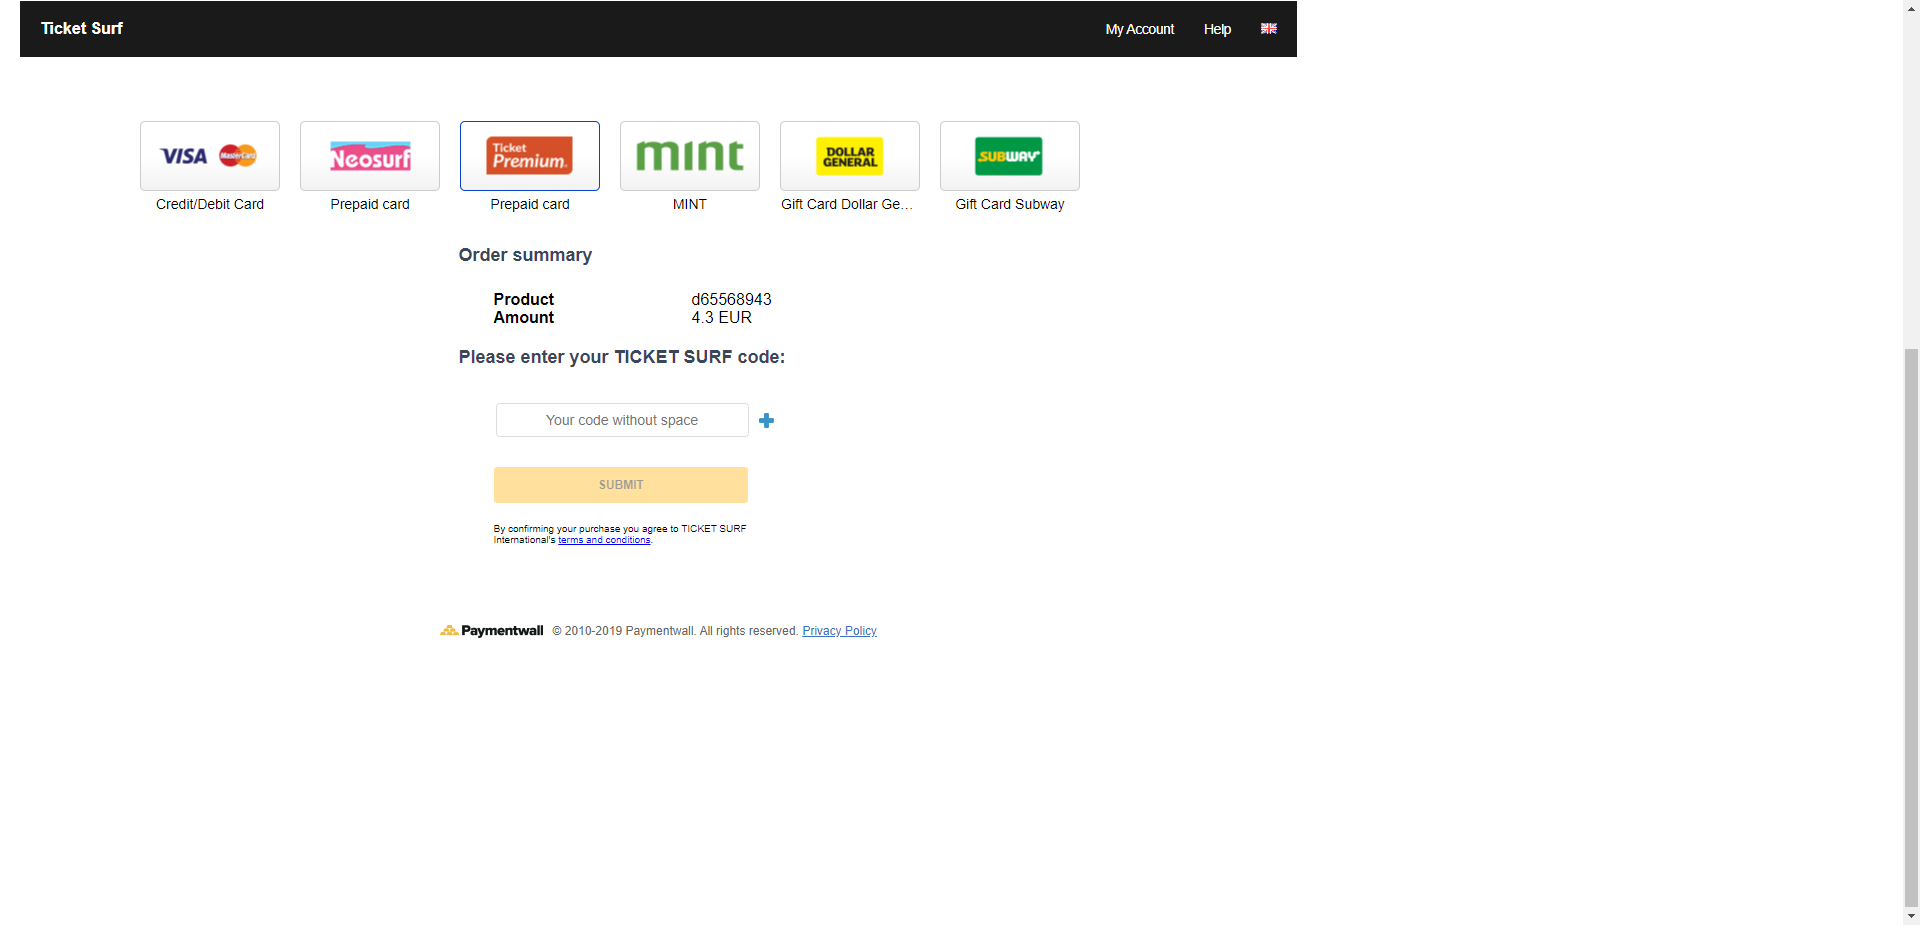 Ticket Surf
My Account
Help
VISA
MasterCard
Neosurf
Ticket
Premium
mint
DOLLAR
GENERAL
SUBWAY
Credit/Debit Card
Prepaid card
Prepaid card
MINT
Gift Card Dollar Ge...
Gift Card Subway
Order summary
Product d65568943
Amount 4.3 EUR
Please enter your TICKET SURF code:
Your code without space
SUBMIT
By confirming your purchase you agree to TICKET SURF
International's terms and conditions.
Paymentwall © 2010-2019 Paymentwall. All rights reserved. Privacy Policy